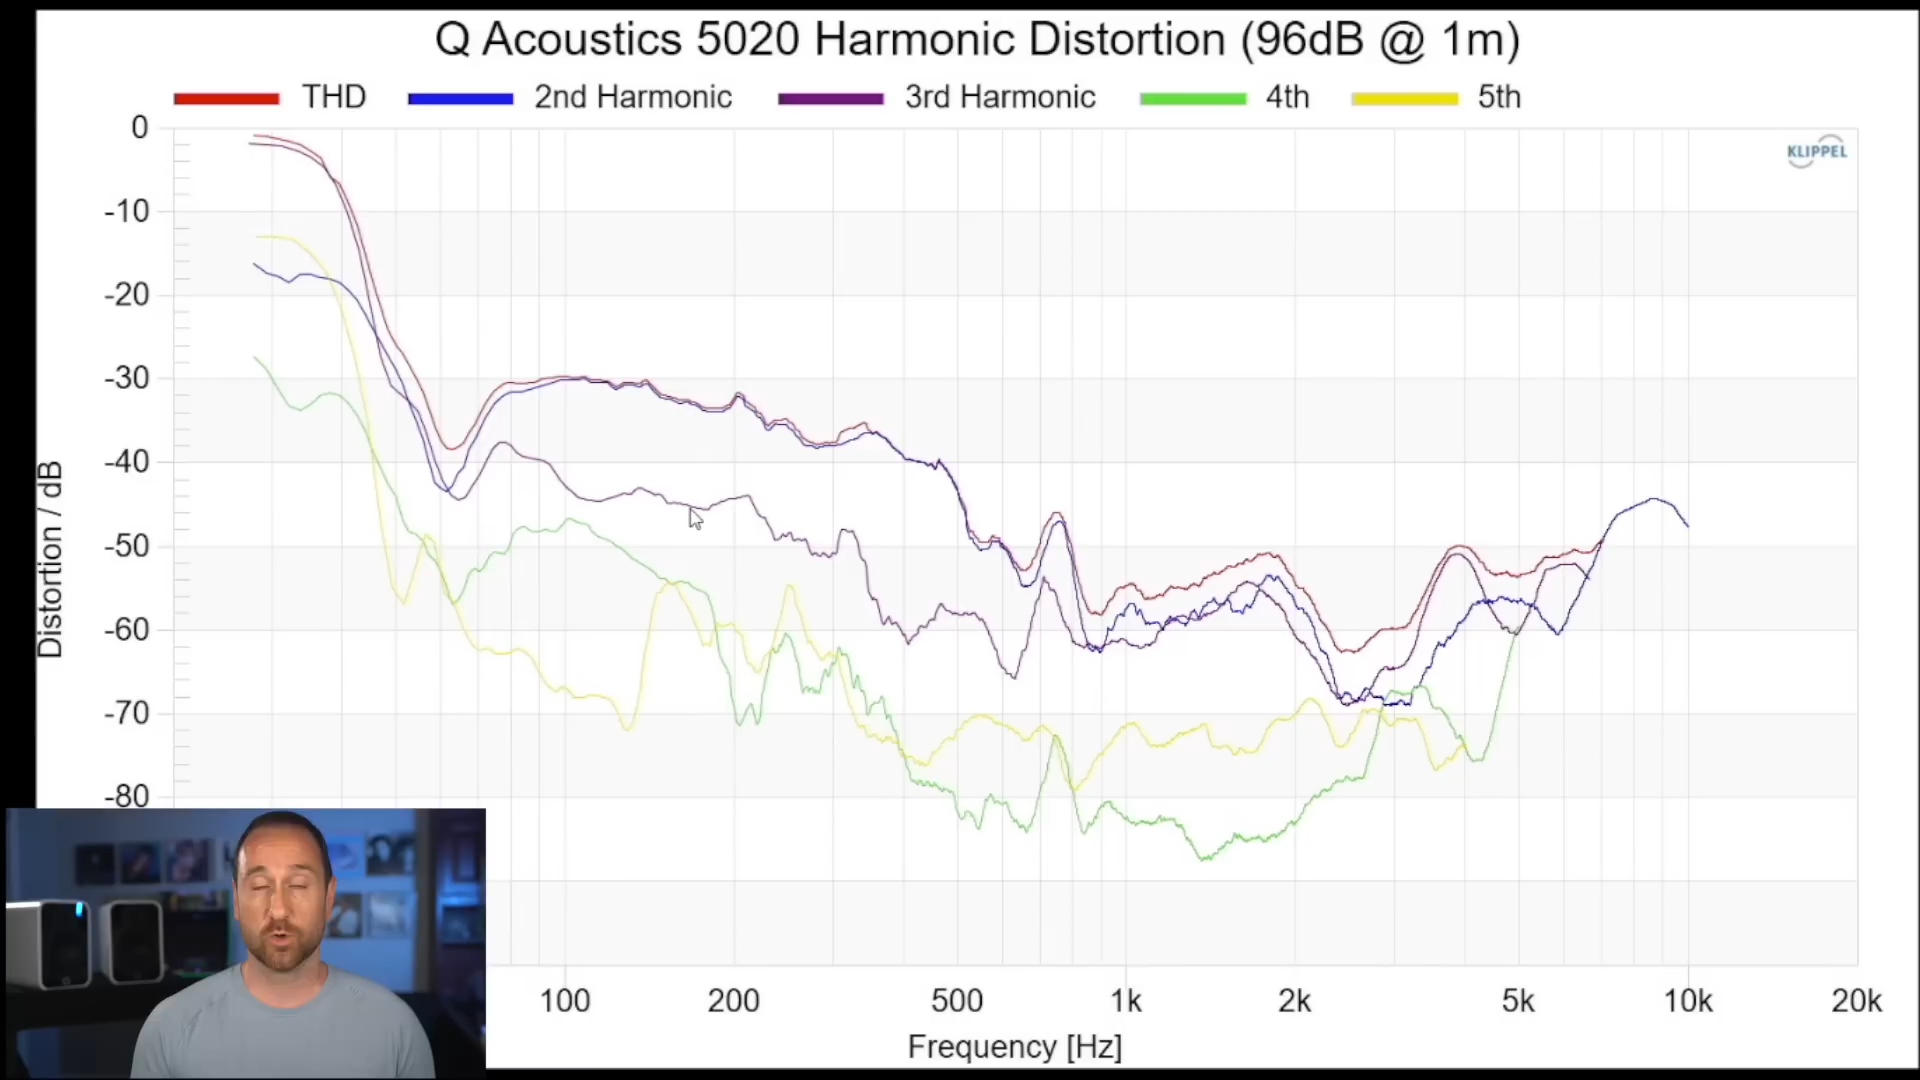 Q Acoustics 5020 Harmonic Distortion (96dB @ 1m)
THD 2nd Harmonic 3rd Harmonic 4th 5th
KLIPPEL
0
-10
-20
-30
-40
-50
-60
-70
-80
Distortion / dB
100 200 500 1k 2k 5k 10k 20k
Frequency [Hz]